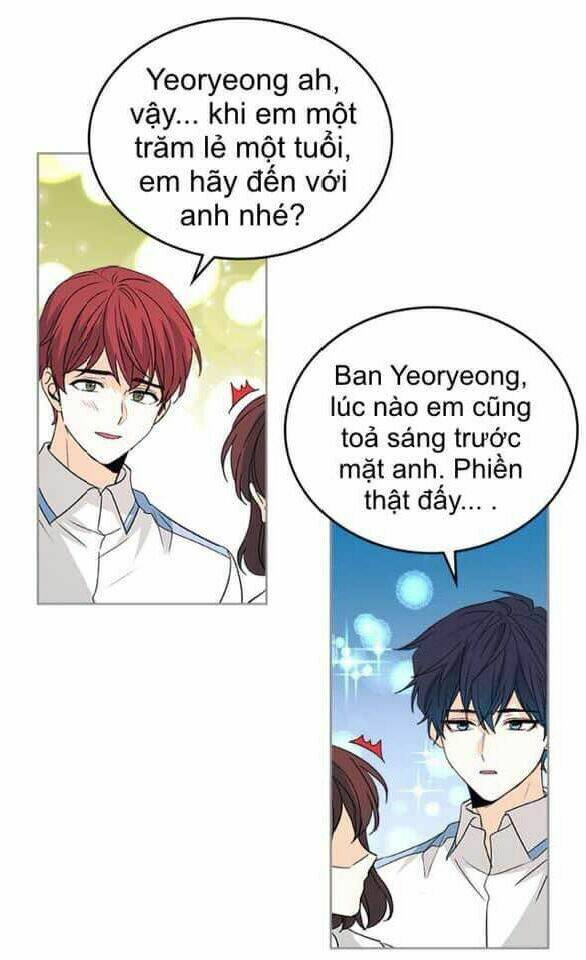 Yeoryeong ah,
vậy... khi em một
trăm lẻ một tuổi,
em hãy đến với
anh nhé?
Ban Yeoryeong,
lúc nào em cũng
toả sáng trước
mặt anh. Phiền
thật đấy... .